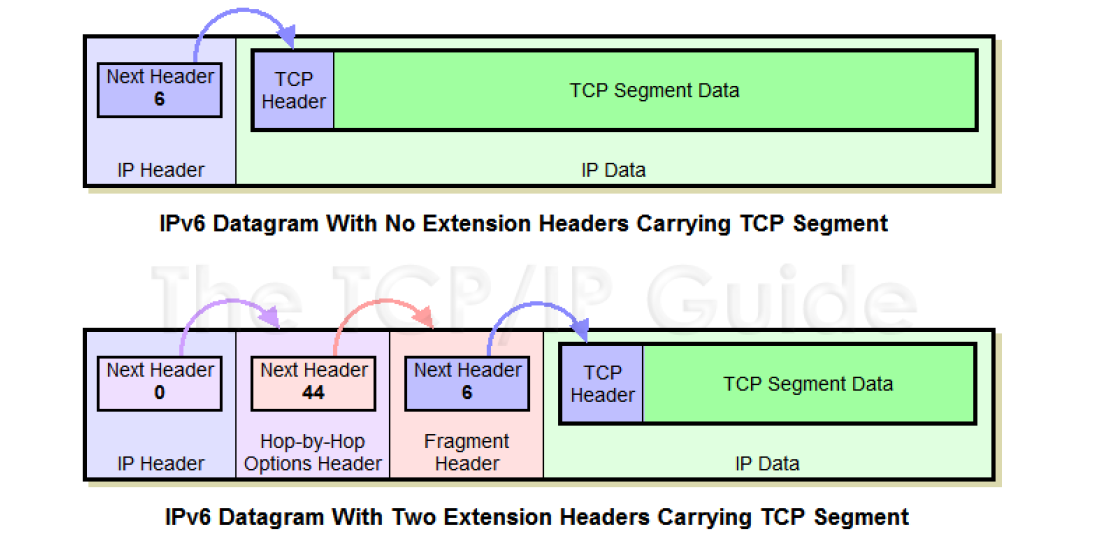 Next Header
6
TCP
Header
TCP Segment Data
IP Header
IP Data
IPv6 Datagram With No Extension Headers Carrying TCP Segment
The TCP/IP Guide
Next Header
0
Next Header
44
Next Header
6
TCP
Header
TCP Segment Data
IP Header
Hop-by-Hop
Options Header
Fragment
Header
IP Data
IPv6 Datagram With Two Extension Headers Carrying TCP Segment